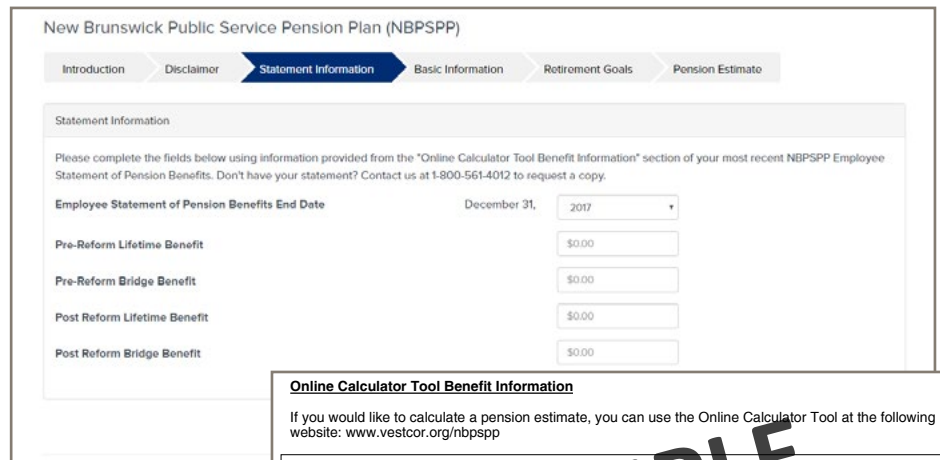 New Brunswick Public Service Pension Plan (NBPSPP)
Introduction Disclaimer Statement Information Basic Information Retirement Goals Pension Estimate
Statement Information
Please complete the fields below using information provided from the "Online Calculator Tool Benefit Information" section of your most recent NBPSPP Employee
Statement of Pension Benefits. Don't have your statement? Contact us at 1-800-561-4012 to request a copy.
Employee Statement of Pension Benefits End Date December 31, 2017
Pre-Reform Lifetime Benefit $0.00
Pre-Reform Bridge Benefit $0.00
Post Reform Lifetime Benefit $0.00
Post Reform Bridge Benefit $0.00
Online Calculator Tool Benefit Information
If you would like to calculate a pension estimate, you can use the Online Calculator Tool at the following
website: www.vestcor.org/nbpspp